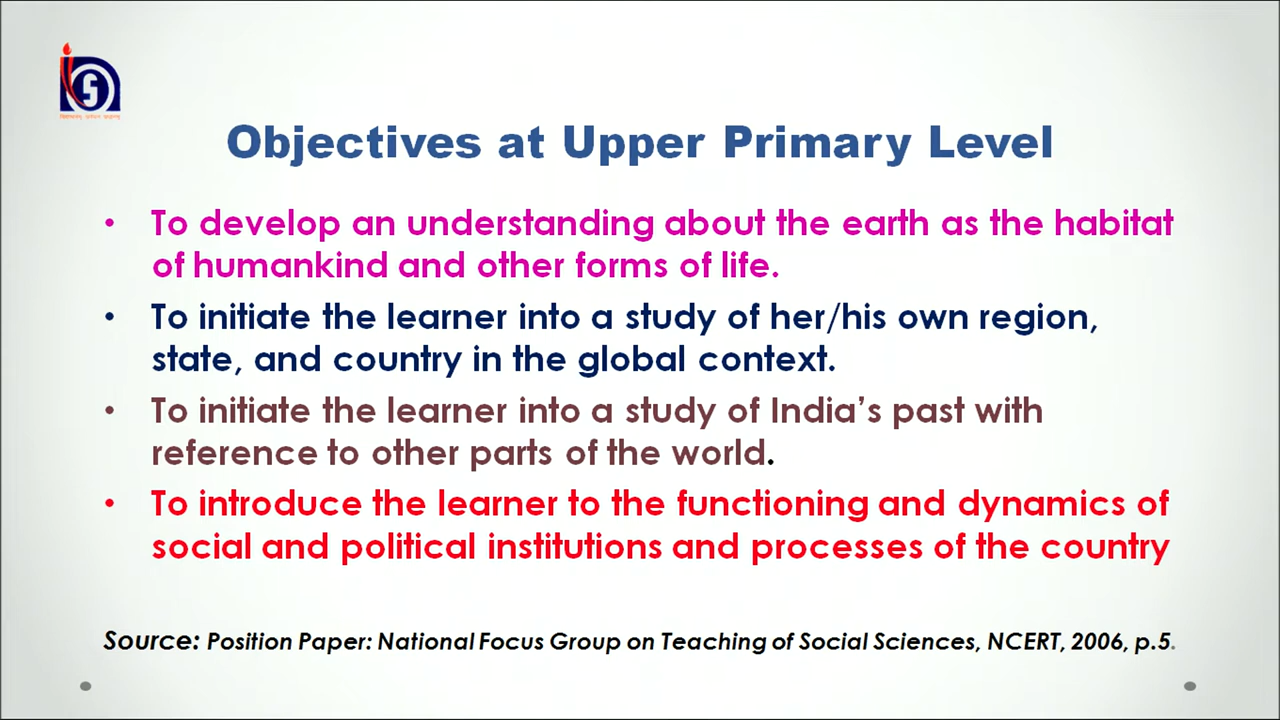 Objectives at Upper Primary Level
• To develop an understanding about the earth as the habitat
of humankind and other forms of life.
• To initiate the learner into a study of her/his own region,
state, and country in the global context.
• To initiate the learner into a study of India's past with
reference to other parts of the world.
• To introduce the learner to the functioning and dynamics of
social and political institutions and processes of the country
Source: Position Paper: National Focus Group on Teaching of Social Sciences, NCERT, 2006, p.5.